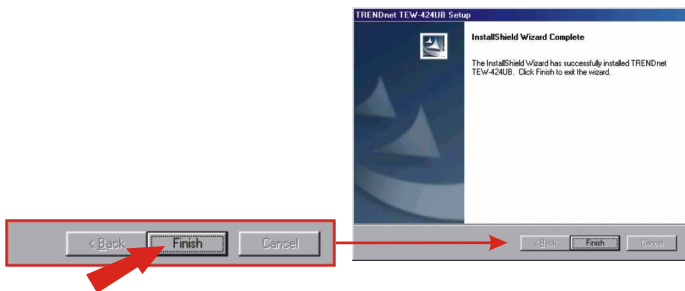 TRENDnet TEW-424UB Setup
InstallShield Wizard Complete
The InstallShield Wizard has successfully installed TRENDnet
TEW-424UB. Click Finish to exit the wizard.
< Back Finish Cancel
< Back Finish Cancel